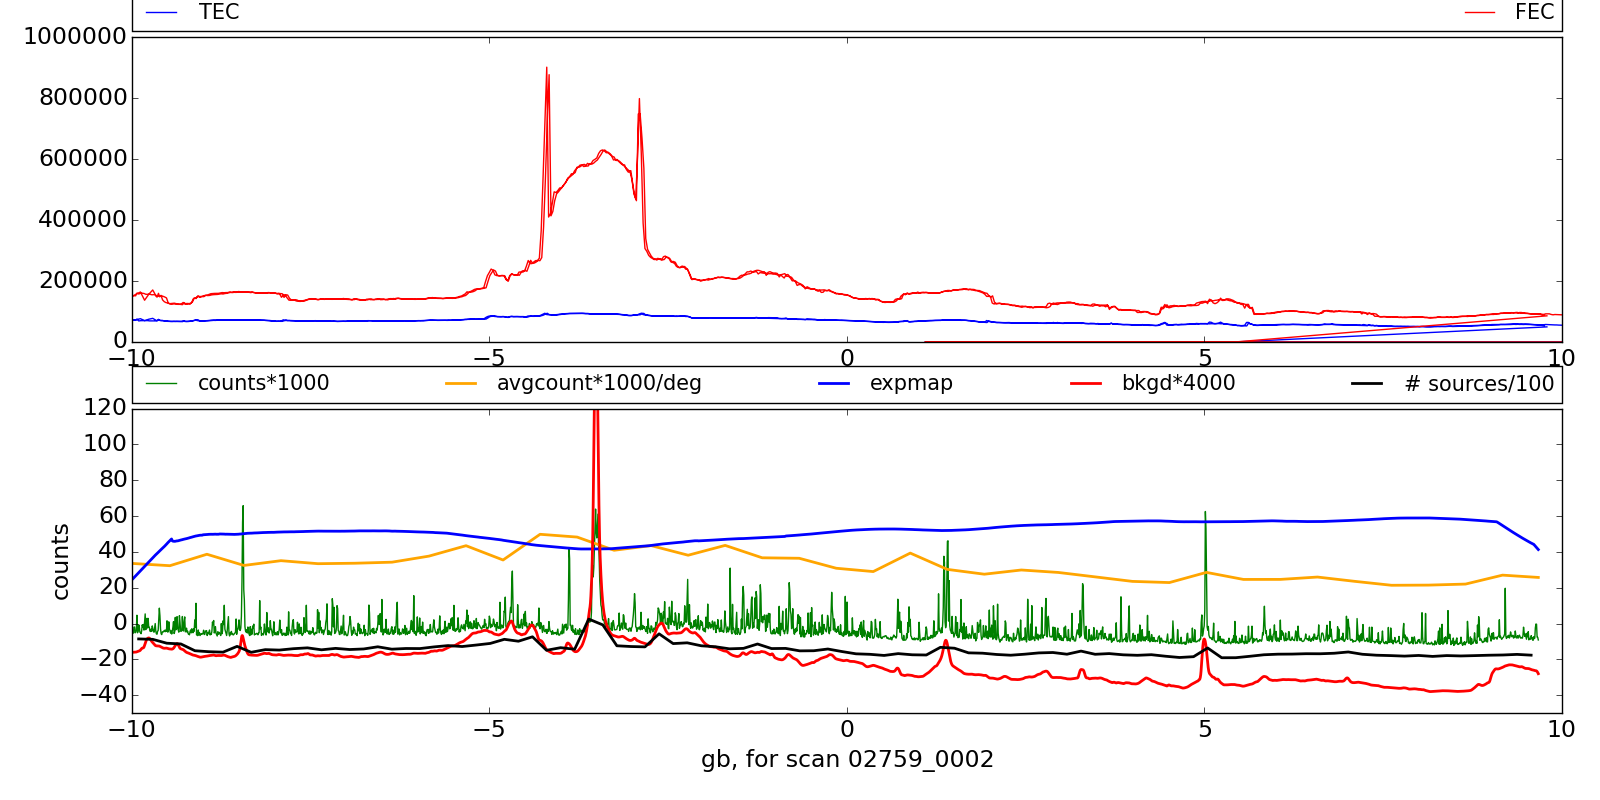 TEC FEC
1000000
800000
600000
400000
200000
0
−10 −5 0 5 10
counts*1000 avgcount*1000/deg expmap bkgd*4000 # sources/100
120
100
80
60
40
20
0
−20
−40
counts
−10 −5 0 5 10
gb, for scan 02759_0002